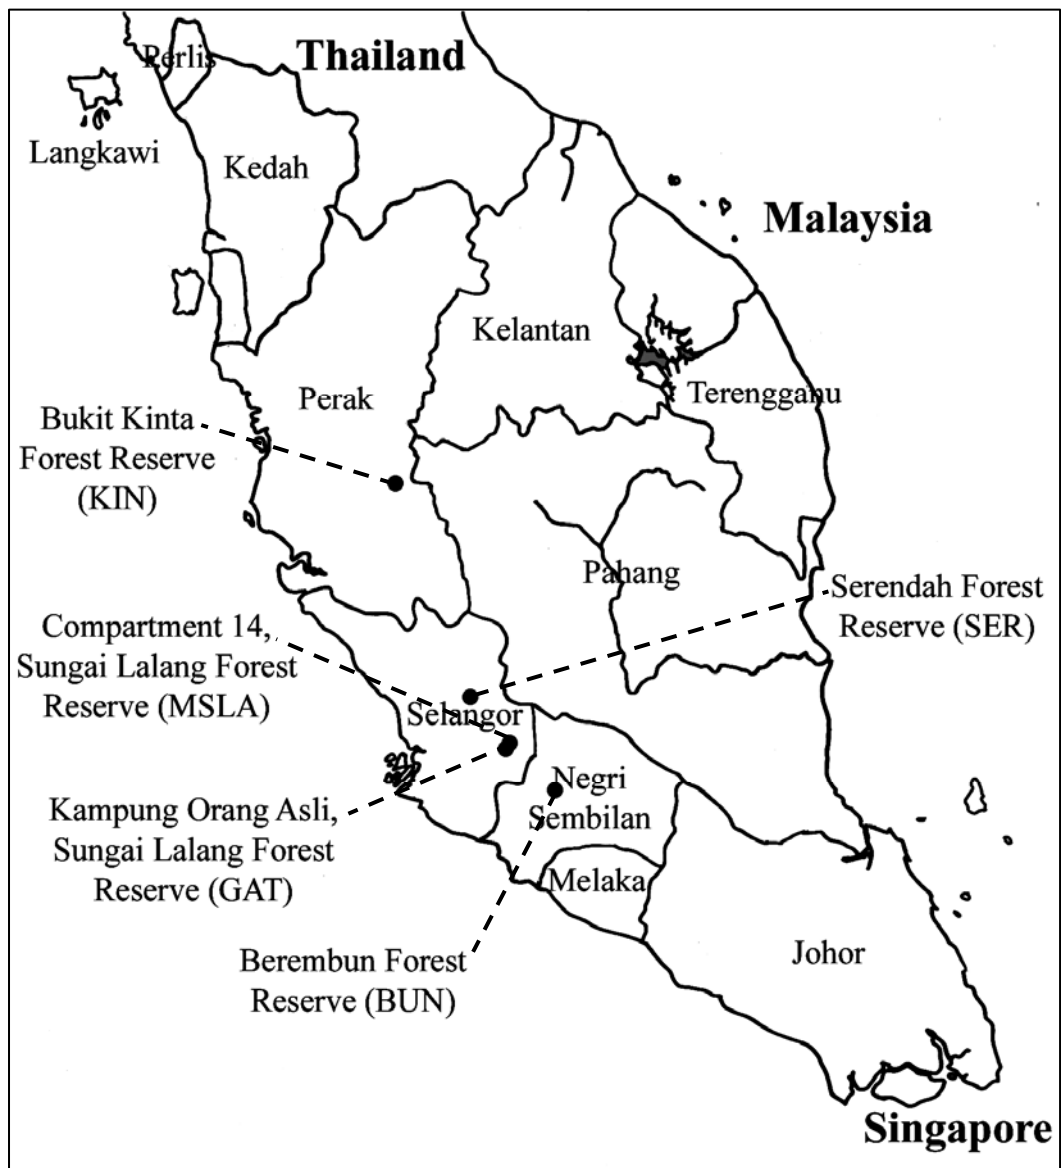 Perlis
Thailand
Langkawi
Kedah
Malaysia
Kelantan
Perak
Terengganu
Bukit Kinta
Forest Reserve
(KIN)
Pahang
Serendah Forest
Reserve (SER)
Compartment 14,
Sungai Lalang Forest
Reserve (MSLA)
Selangor
Negri
Sembilan
Kampung Orang Asli,
Sungai Lalang Forest
Reserve (GAT)
Melaka
Berembun Forest
Reserve (BUN)
Johor
Singapore